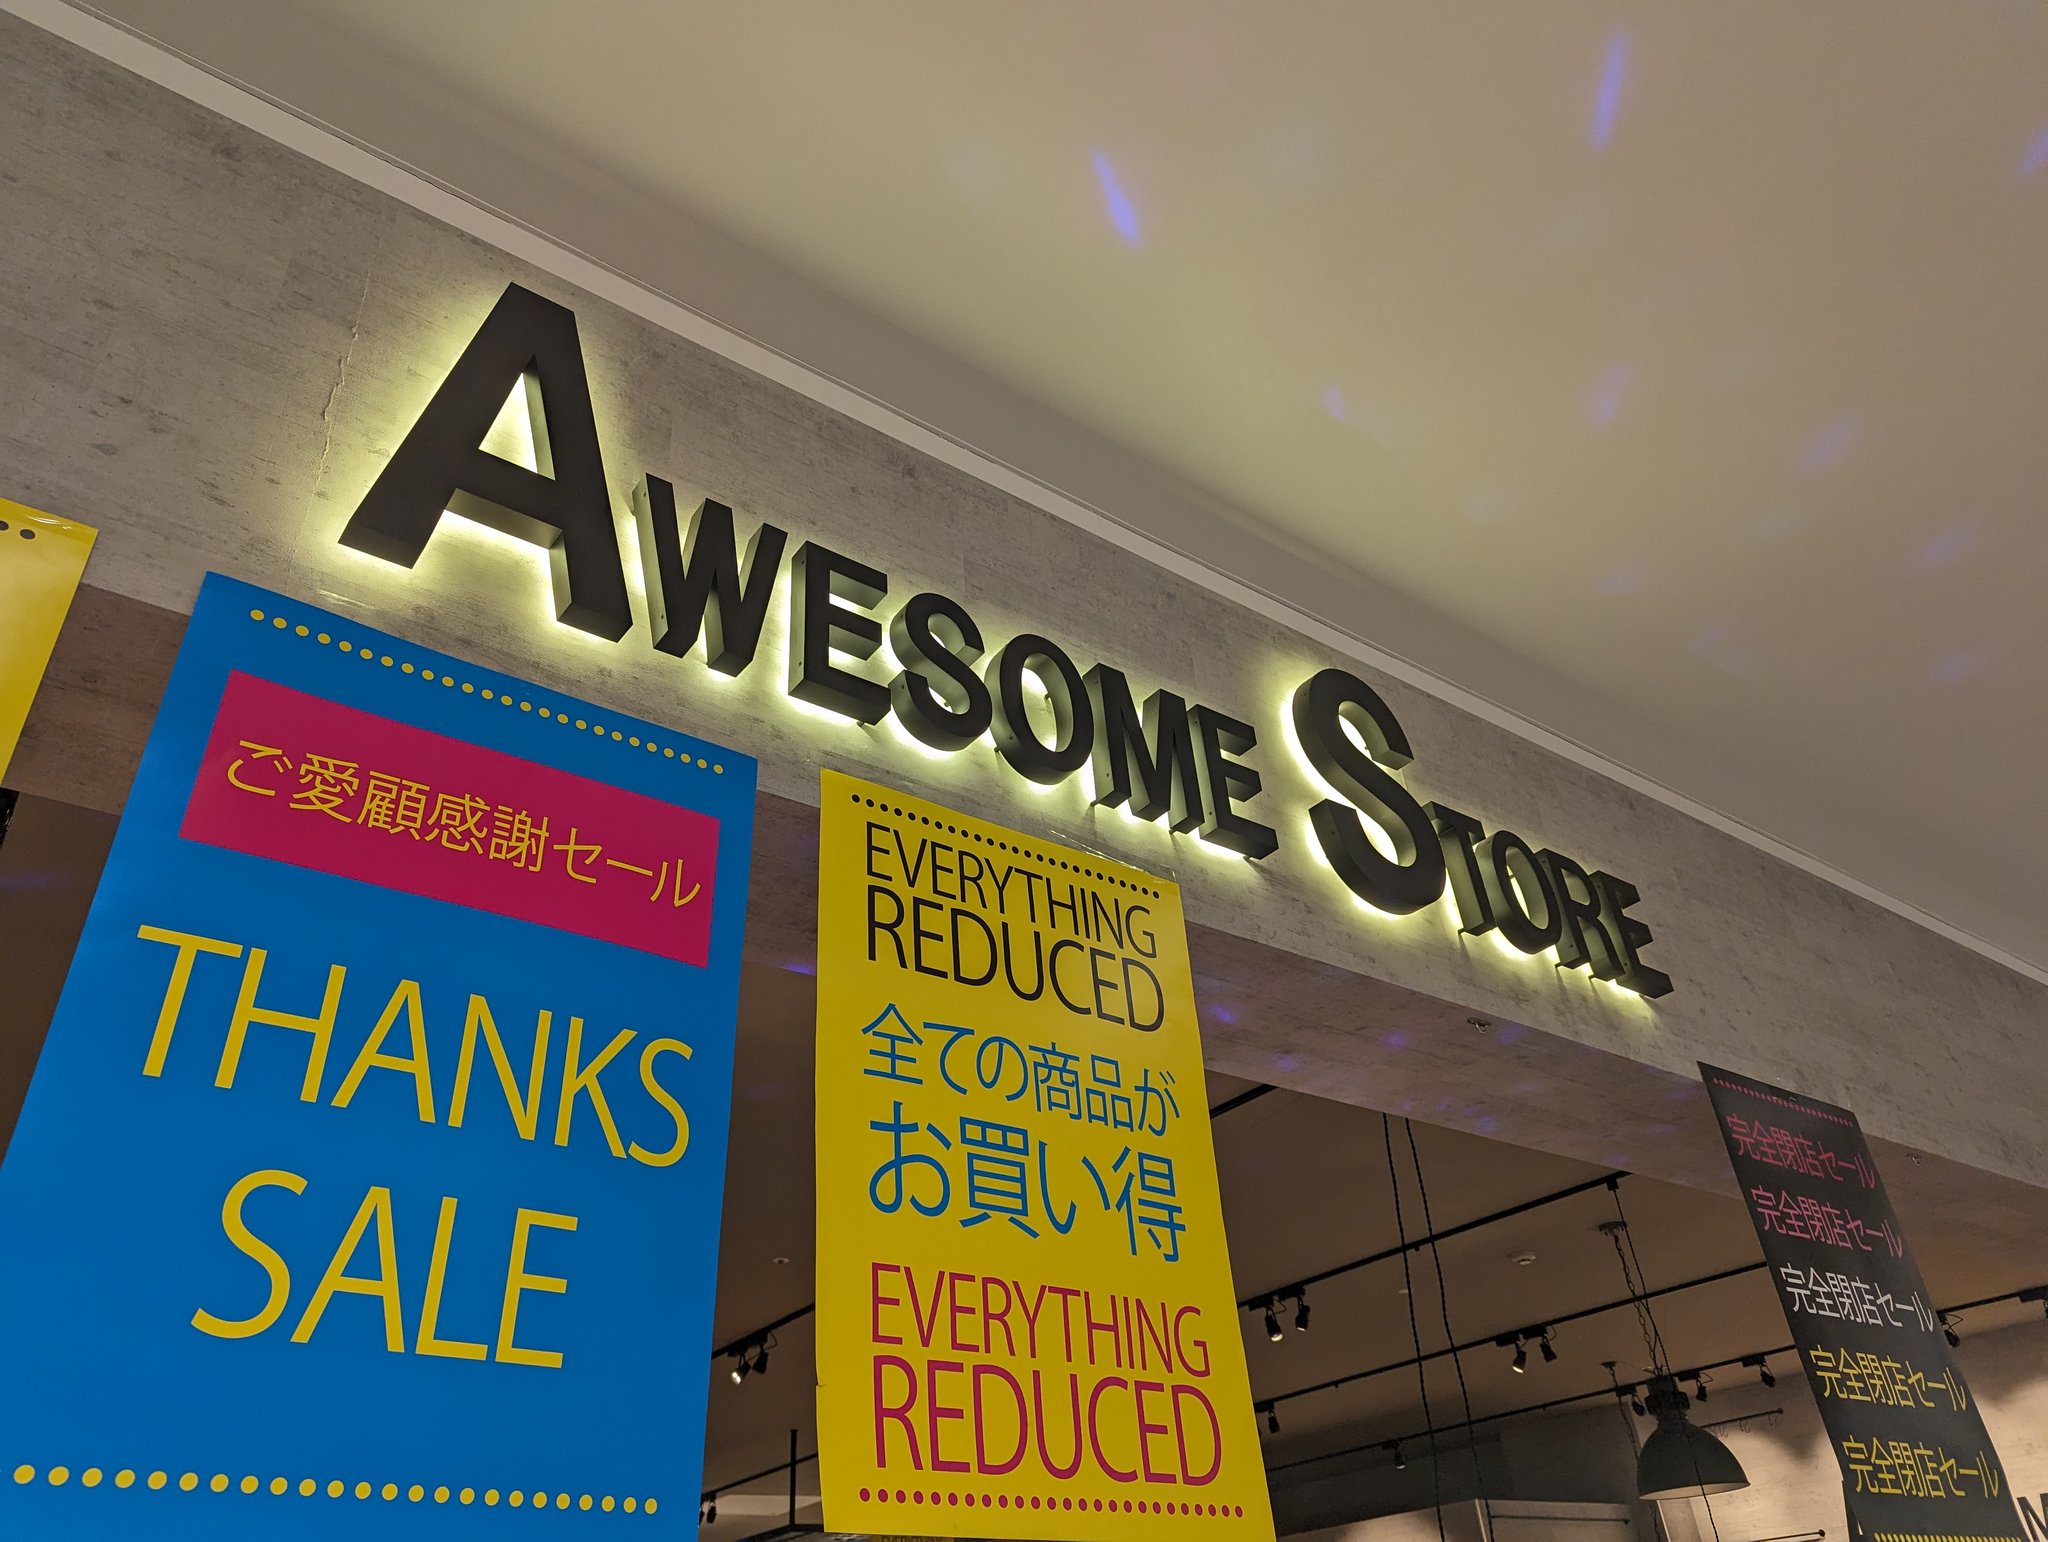 AWESOME STORE
ご愛顧感謝セール
THANKS
SALE
EVERYTHING
REDUCED
全ての商品が
お買い得
EVERYTHING
REDUCED
完全閉店セール
完全閉店セール
完全閉店セール
完全閉店セール
完全閉店セール